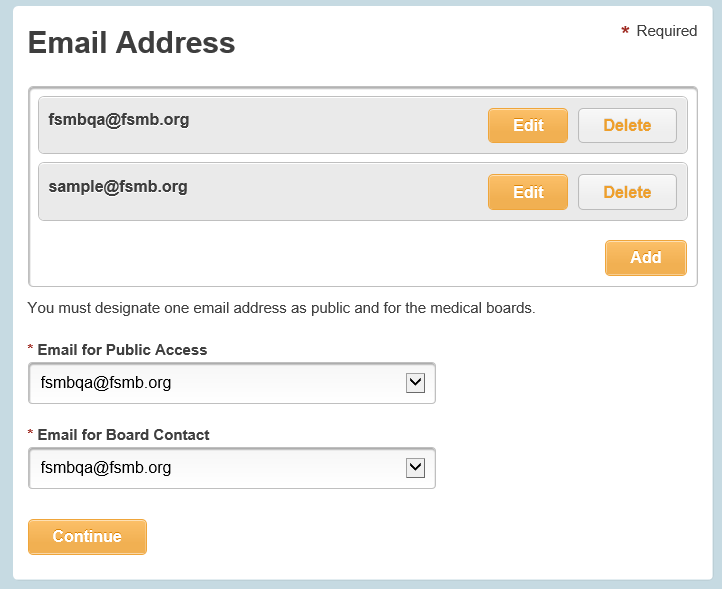 Email Address
* Required
fsmbqa@fsmb.org Edit Delete
sample@fsmb.org Edit Delete
Add
You must designate one email address as public and for the medical boards.
* Email for Public Access
fsmbqa@fsmb.org
* Email for Board Contact
fsmbqa@fsmb.org
Continue